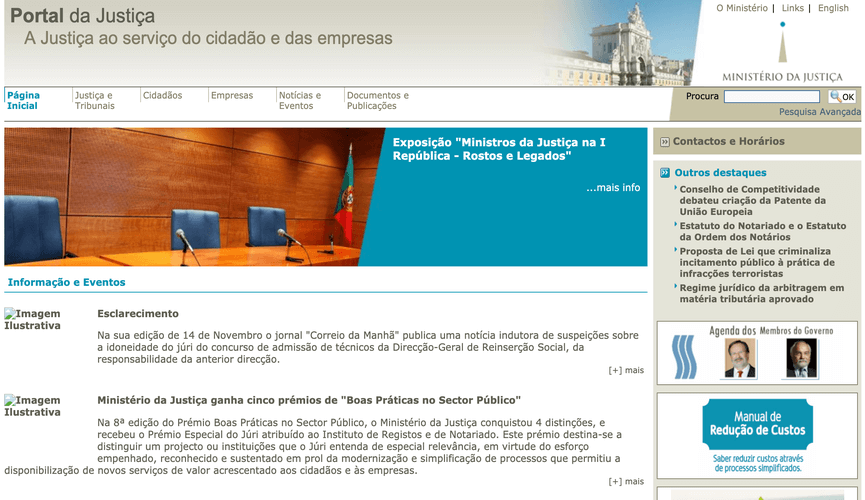 Portal da Justiça
A Justiça ao serviço do cidadão e das empresas
O Ministério | Links | English
MINISTÉRIO DA JUSTIÇA
Página
Inicial
Justiça e
Tribunais
Cidadãos
Empresas
Notícias e
Eventos
Documentos e
Publicações
Procura
OK
Pesquisa Avançada
Exposição "Ministros da Justiça na I
República - Rostos e Legados"
...mais info
Informação e Eventos
Imagem
Ilustrativa
Esclarecimento
Na sua edição de 14 de Novembro o jornal "Correio da Manhã" publica uma notícia indutora de suspeições sobre
a idoneidade do júri do concurso de admissão de técnicos da Direcção-Geral de Reinserção Social, da
responsabilidade da anterior direcção.
[+] mais
Imagem
Ilustrativa
Ministério da Justiça ganha cinco prémios de "Boas Práticas no Sector Público"
Na 8ª edição do Prémio Boas Práticas no Sector Público, o Ministério da Justiça conquistou 4 distinções, e
recebeu o Prémio Especial do Júri atribuído ao Instituto de Registos e de Notariado. Este prémio destina-se a
distinguir um projecto ou instituições que o Júri entenda de especial relevância, em virtude do esforço
empenhado, reconhecido e sustentado em prol da modernização e simplificação de processos que permitiu a
disponibilização de novos serviços de valor acrescentado aos cidadãos e às empresas.
[+] mais
Contactos e Horários
Outros destaques
Conselho de Competitividade
debateu criação da Patente da
União Europeia
Estatuto do Notariado e o Estatuto
da Ordem dos Notários
Proposta de Lei que criminaliza
incitamento público à prática de
infracções terroristas
Regime jurídico da arbitragem em
matéria tributária aprovado
Agenda dos Membros do Governo
Manual de
Redução de Custos
Saber reduzir custos através
de processos simplificados.